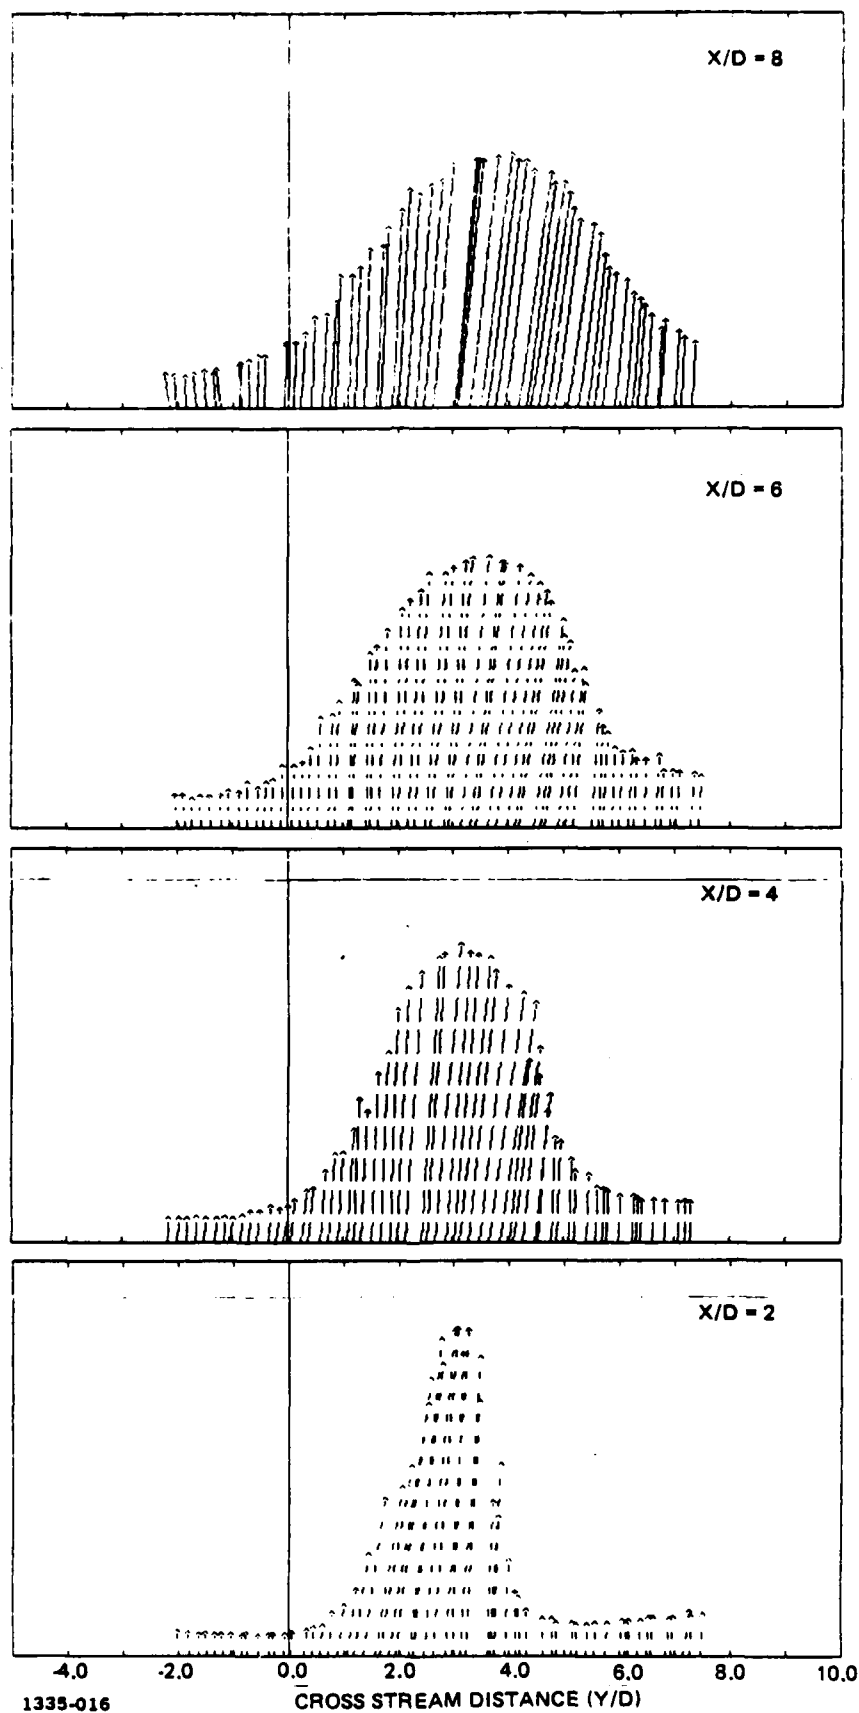 X/D = 8
X/D = 6
X/D = 4
X/D = 2
-4.0 -2.0 0.0 2.0 4.0 6.0 8.0 10.0
1335-016 CROSS STREAM DISTANCE (Y/D)